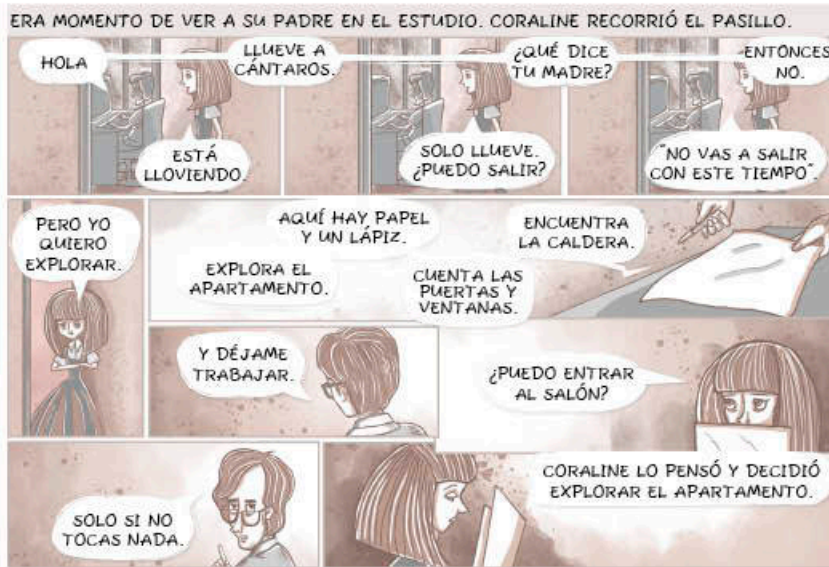 ERA MOMENTO DE VER A SU PADRE EN EL ESTUDIO. CORALINE RECORRIÓ EL PASILLO.
HOLA
ESTÁ
LLOVIENDO.
LLUEVE A
CÁNTAROS.
SOLO LLUEVE.
¿PUEDO SALIR?
¿QUÉ DICE
TU MADRE?
"NO VAS A SALIR
CON ESTE TIEMPO".
ENTONCES
NO.
PERO YO
QUIERO
EXPLORAR.
AQUÍ HAY PAPEL
Y UN LÁPIZ.
EXPLORA EL
APARTAMENTO.
CUENTA LAS
PUERTAS Y
VENTANAS.
ENCUENTRA
LA CALDERA.
Y DÉJAME
TRABAJAR.
¿PUEDO ENTRAR
AL SALÓN?
SOLO SI NO
TOCAS NADA.
CORALINE LO PENSÓ Y DECIDIÓ
EXPLORAR EL APARTAMENTO.